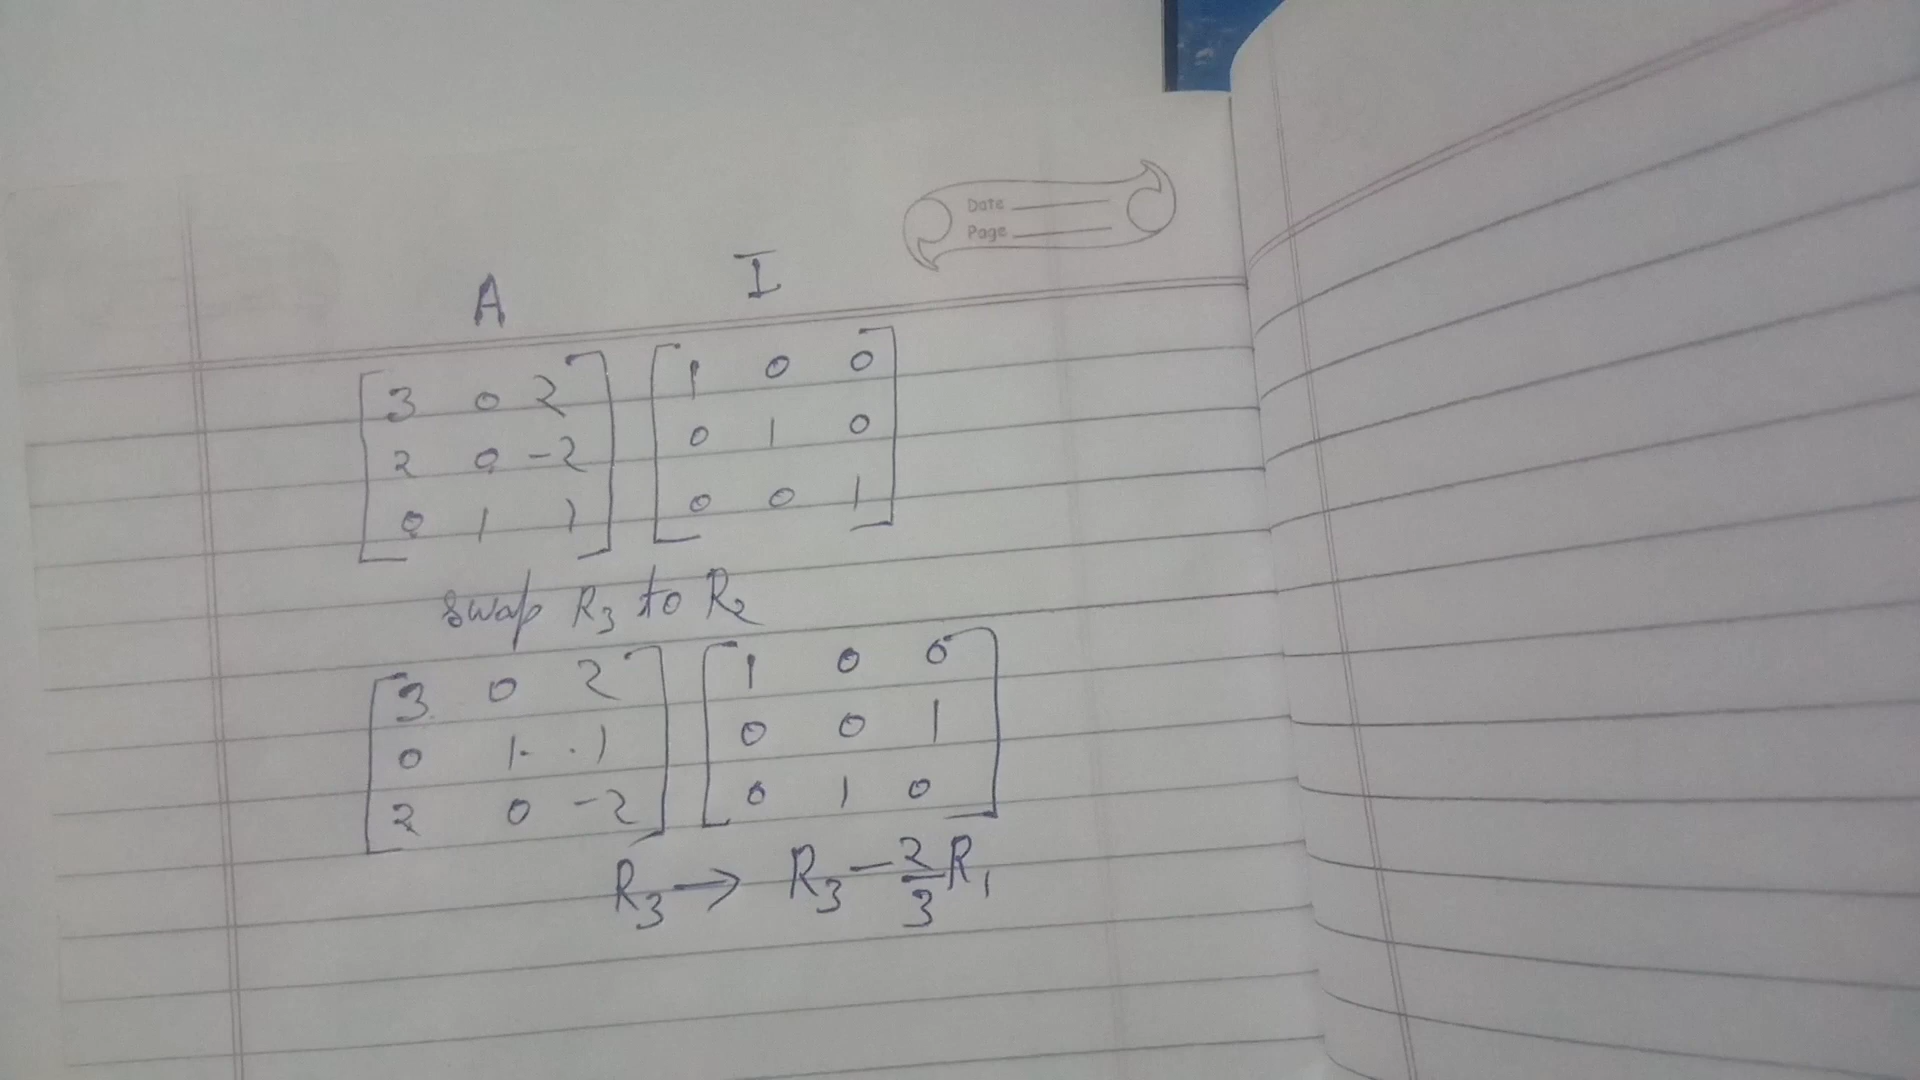 Date
Page
A I
3 0 2 1 0 0
2 0 -2 0 1 0
0 1 1 0 0 1
swap R3 to R2
3 0 2 1 0 0
0 1 1 0 0 1
2 0 -2 0 1 0
R3 → R3 - 2/3 R1